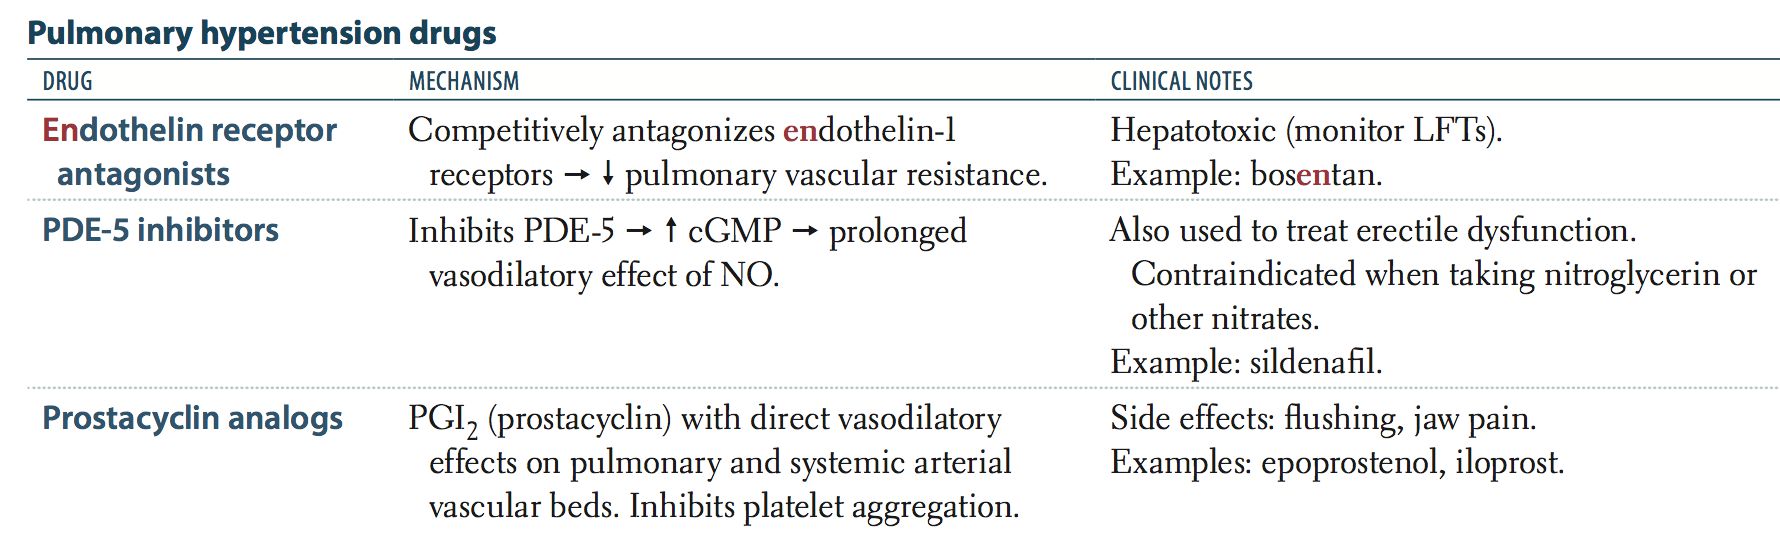 Pulmonary hypertension drugs
DRUG MECHANISM CLINICAL NOTES
Endothelin receptor antagonists
Competitively antagonizes endothelin-1
receptors → ↓ pulmonary vascular resistance.
Hepatotoxic (monitor LFTs).
Example: bosentan.
PDE-5 inhibitors
Inhibits PDE-5 → ↑ cGMP → prolonged
vasodilatory effect of NO.
Also used to treat erectile dysfunction.
Contraindicated when taking nitroglycerin or
other nitrates.
Example: sildenafil.
Prostacyclin analogs
PGI₂ (prostacyclin) with direct vasodilatory
effects on pulmonary and systemic arterial
vascular beds. Inhibits platelet aggregation.
Side effects: flushing, jaw pain.
Examples: epoprostenol, iloprost.